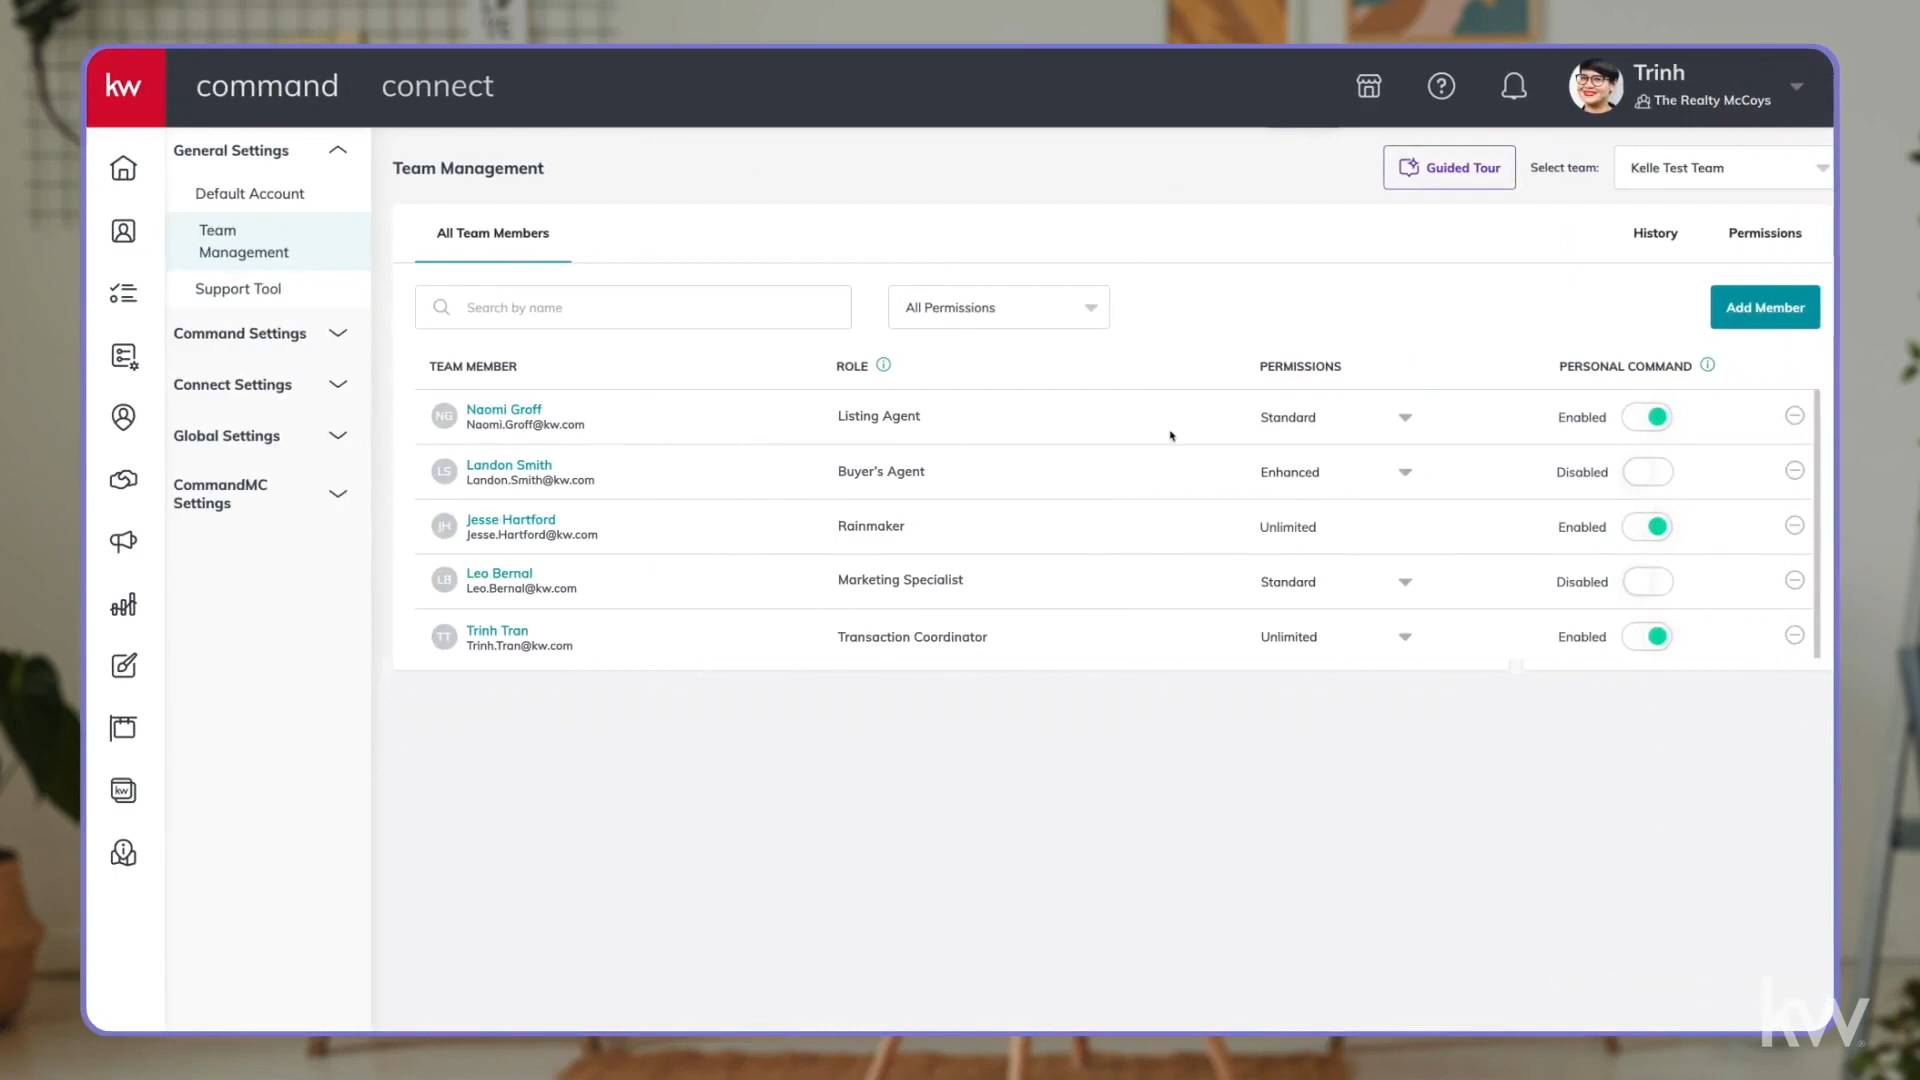 kw
command
connect
Trinh
The Realty McCoys
General Settings
Default Account
Team
Management
Support Tool
Command Settings
Connect Settings
Global Settings
CommandMC
Settings
Team Management
Guided Tour
Select team:
Kelle Test Team
All Team Members
History
Permissions
Search by name
All Permissions
Add Member
TEAM MEMBER
ROLE
PERMISSIONS
PERSONAL COMMAND
NG
Naomi Groff
Naomi.Groff@kw.com
Listing Agent
Standard
Enabled
LS
Landon Smith
Landon.Smith@kw.com
Buyer's Agent
Enhanced
Disabled
JH
Jesse Hartford
Jesse.Hartford@kw.com
Rainmaker
Unlimited
Enabled
LB
Leo Bernal
Leo.Bernal@kw.com
Marketing Specialist
Standard
Disabled
TT
Trinh Tran
Trinh.Tran@kw.com
Transaction Coordinator
Unlimited
Enabled
kw
kw